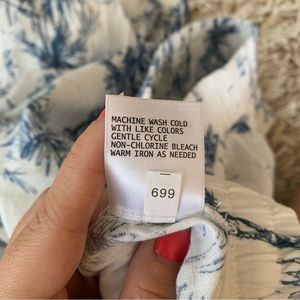 MACHINE WASH COLD
WITH LIKE COLORS
GENTLE CYCLE
NON-CHLORINE BLEACH
WARM IRON AS NEEDED
699